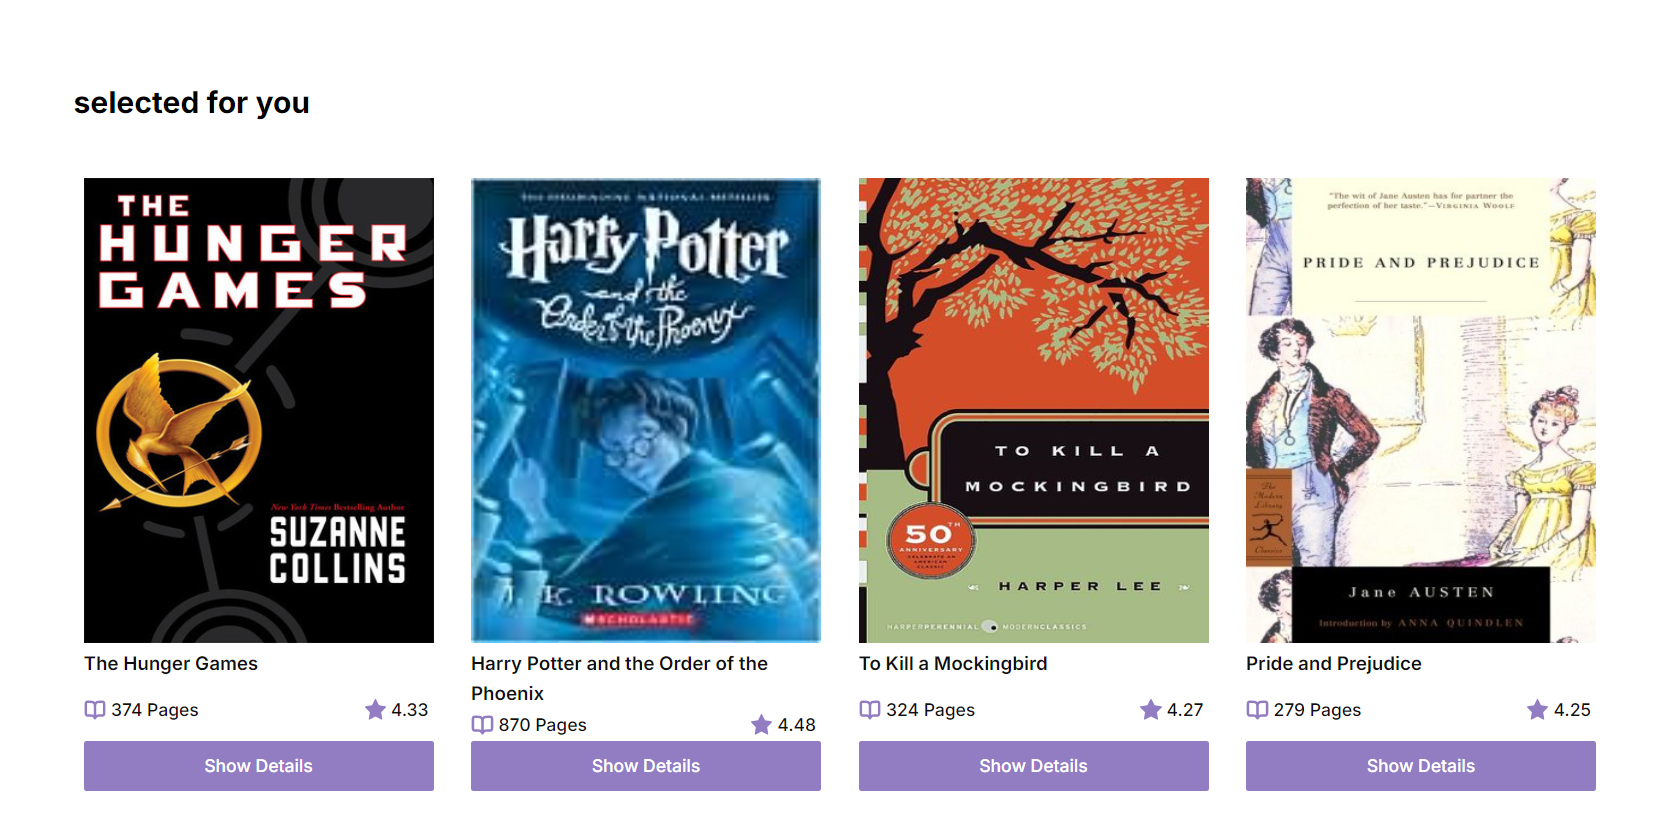 selected for you
THE
HUNGER
GAMES
New York Times Bestselling Author
SUZANNE
COLLINS
The Hunger Games
374 Pages
4.33
Show Details
Harry Potter
and the
Order of the Phoenix
J. K. ROWLING
SCHOLASTIC
Harry Potter and the Order of the
Phoenix
870 Pages
4.48
Show Details
TO KILL A
MOCKINGBIRD
50TH
ANNIVERSARY
CELEBRATE AN
AMERICAN
CLASSIC
HARPER LEE
HARPERPERENNIAL MODERNCLASSICS
To Kill a Mockingbird
324 Pages
4.27
Show Details
"The wit of Jane Austen has for partner the
perfection of her taste."—VIRGINIA WOOLF
PRIDE AND PREJUDICE
The
Modern
Library
Classics
Jane AUSTEN
Introduction by ANNA QUINDLEN
Pride and Prejudice
279 Pages
4.25
Show Details